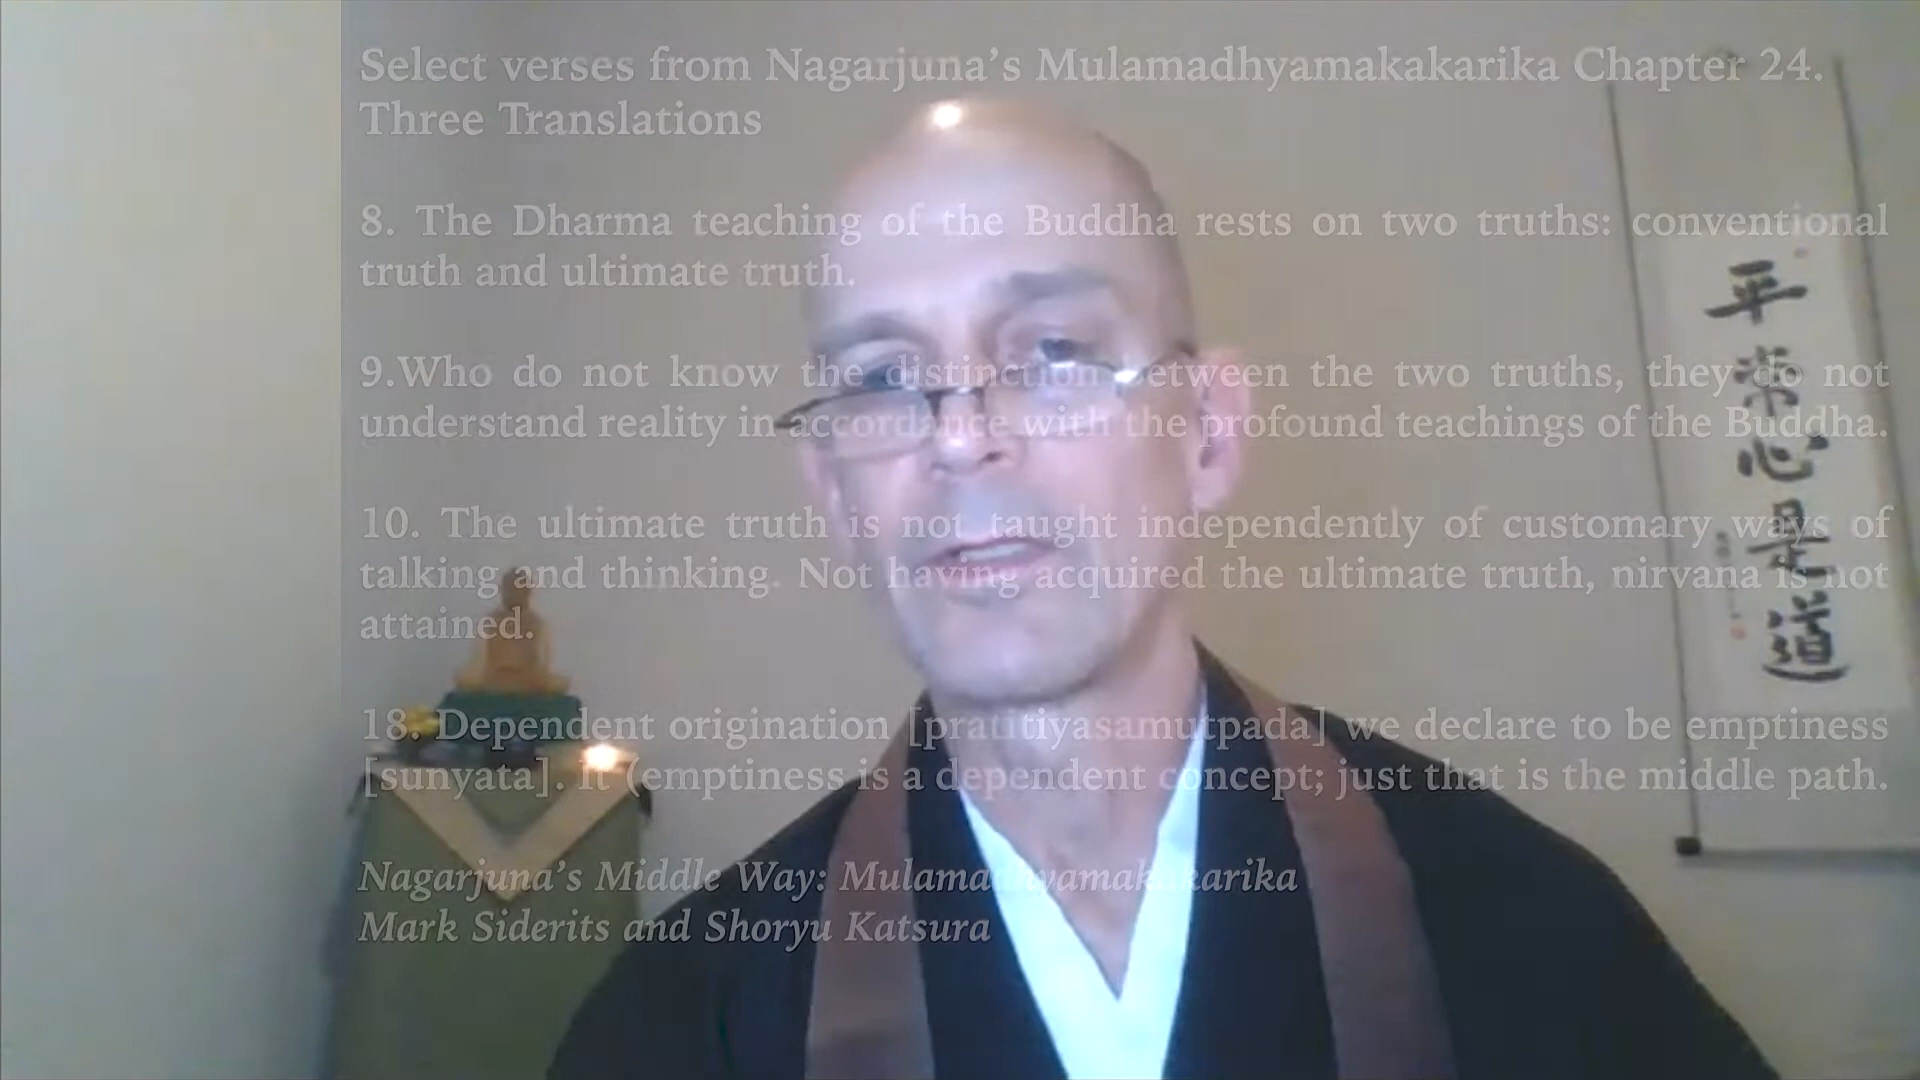 Select verses from Nagarjuna's Mulamadhyamakakarika Chapter 24.
Three Translations
8. The Dharma teaching of the Buddha rests on two truths: conventional
truth and ultimate truth.
9.Who do not know the distinction between the two truths, they do not
understand reality in accordance with the profound teachings of the Buddha.
10. The ultimate truth is not taught independently of customary ways of
talking and thinking. Not having acquired the ultimate truth, nirvana is not
attained.
18. Dependent origination [pratitiyasamutpada] we declare to be emptiness
[sunyata]. It (emptiness is a dependent concept; just that is the middle path.
Nagarjuna's Middle Way: Mulamadhyamakakarika
Mark Siderits and Shoryu Katsura
平常心是道